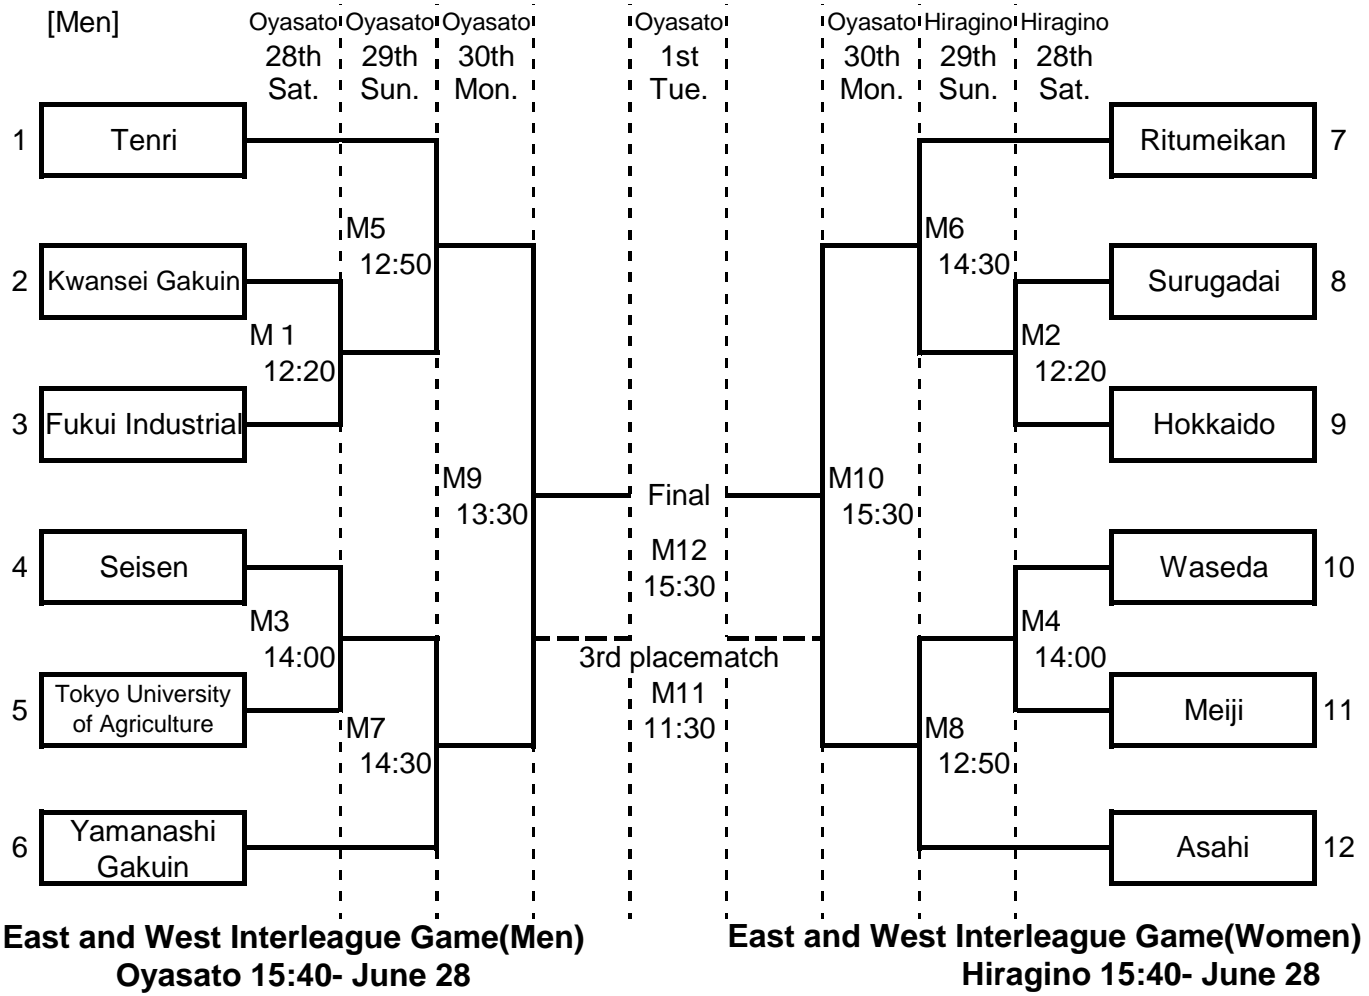 [Men]
Oyasato Oyasato Oyasato Oyasato Oyasato Hiragino Hiragino
28th 29th 30th 1st 30th 29th 28th
Sat. Sun. Mon. Tue. Mon. Sun. Sat.
1 Tenri Ritumeikan 7
M5 M6
12:50 14:30
2 Kwansei Gakuin Surugadai 8
M 1 M2
12:20 12:20
3 Fukui Industrial Hokkaido 9
M9 M10
13:30 Final 15:30
M12
15:30
4 Seisen Waseda 10
M3 M4
14:00 14:00
3rd placematch
M11
11:30
5 Tokyo University
of Agriculture Meiji 11
M7 M8
14:30 12:50
6 Yamanashi
Gakuin Asahi 12
East and West Interleague Game(Men) East and West Interleague Game(Women)
Oyasato 15:40- June 28 Hiragino 15:40- June 28